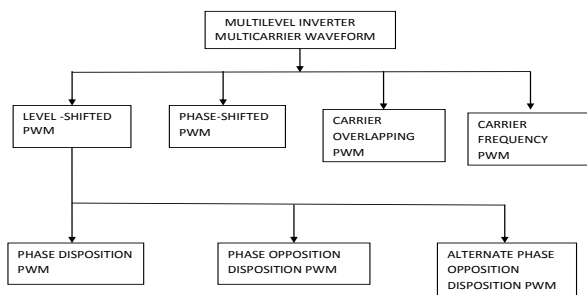 MULTILEVEL INVERTER
MULTICARRIER WAVEFORM
LEVEL -SHIFTED
PWM
PHASE-SHIFTED
PWM
CARRIER
OVERLAPPING
PWM
CARRIER
FREQUENCY
PWM
PHASE DISPOSITION
PWM
PHASE OPPOSITION
DISPOSITION PWM
ALTERNATE PHASE
OPPOSITION
DISPOSITION PWM